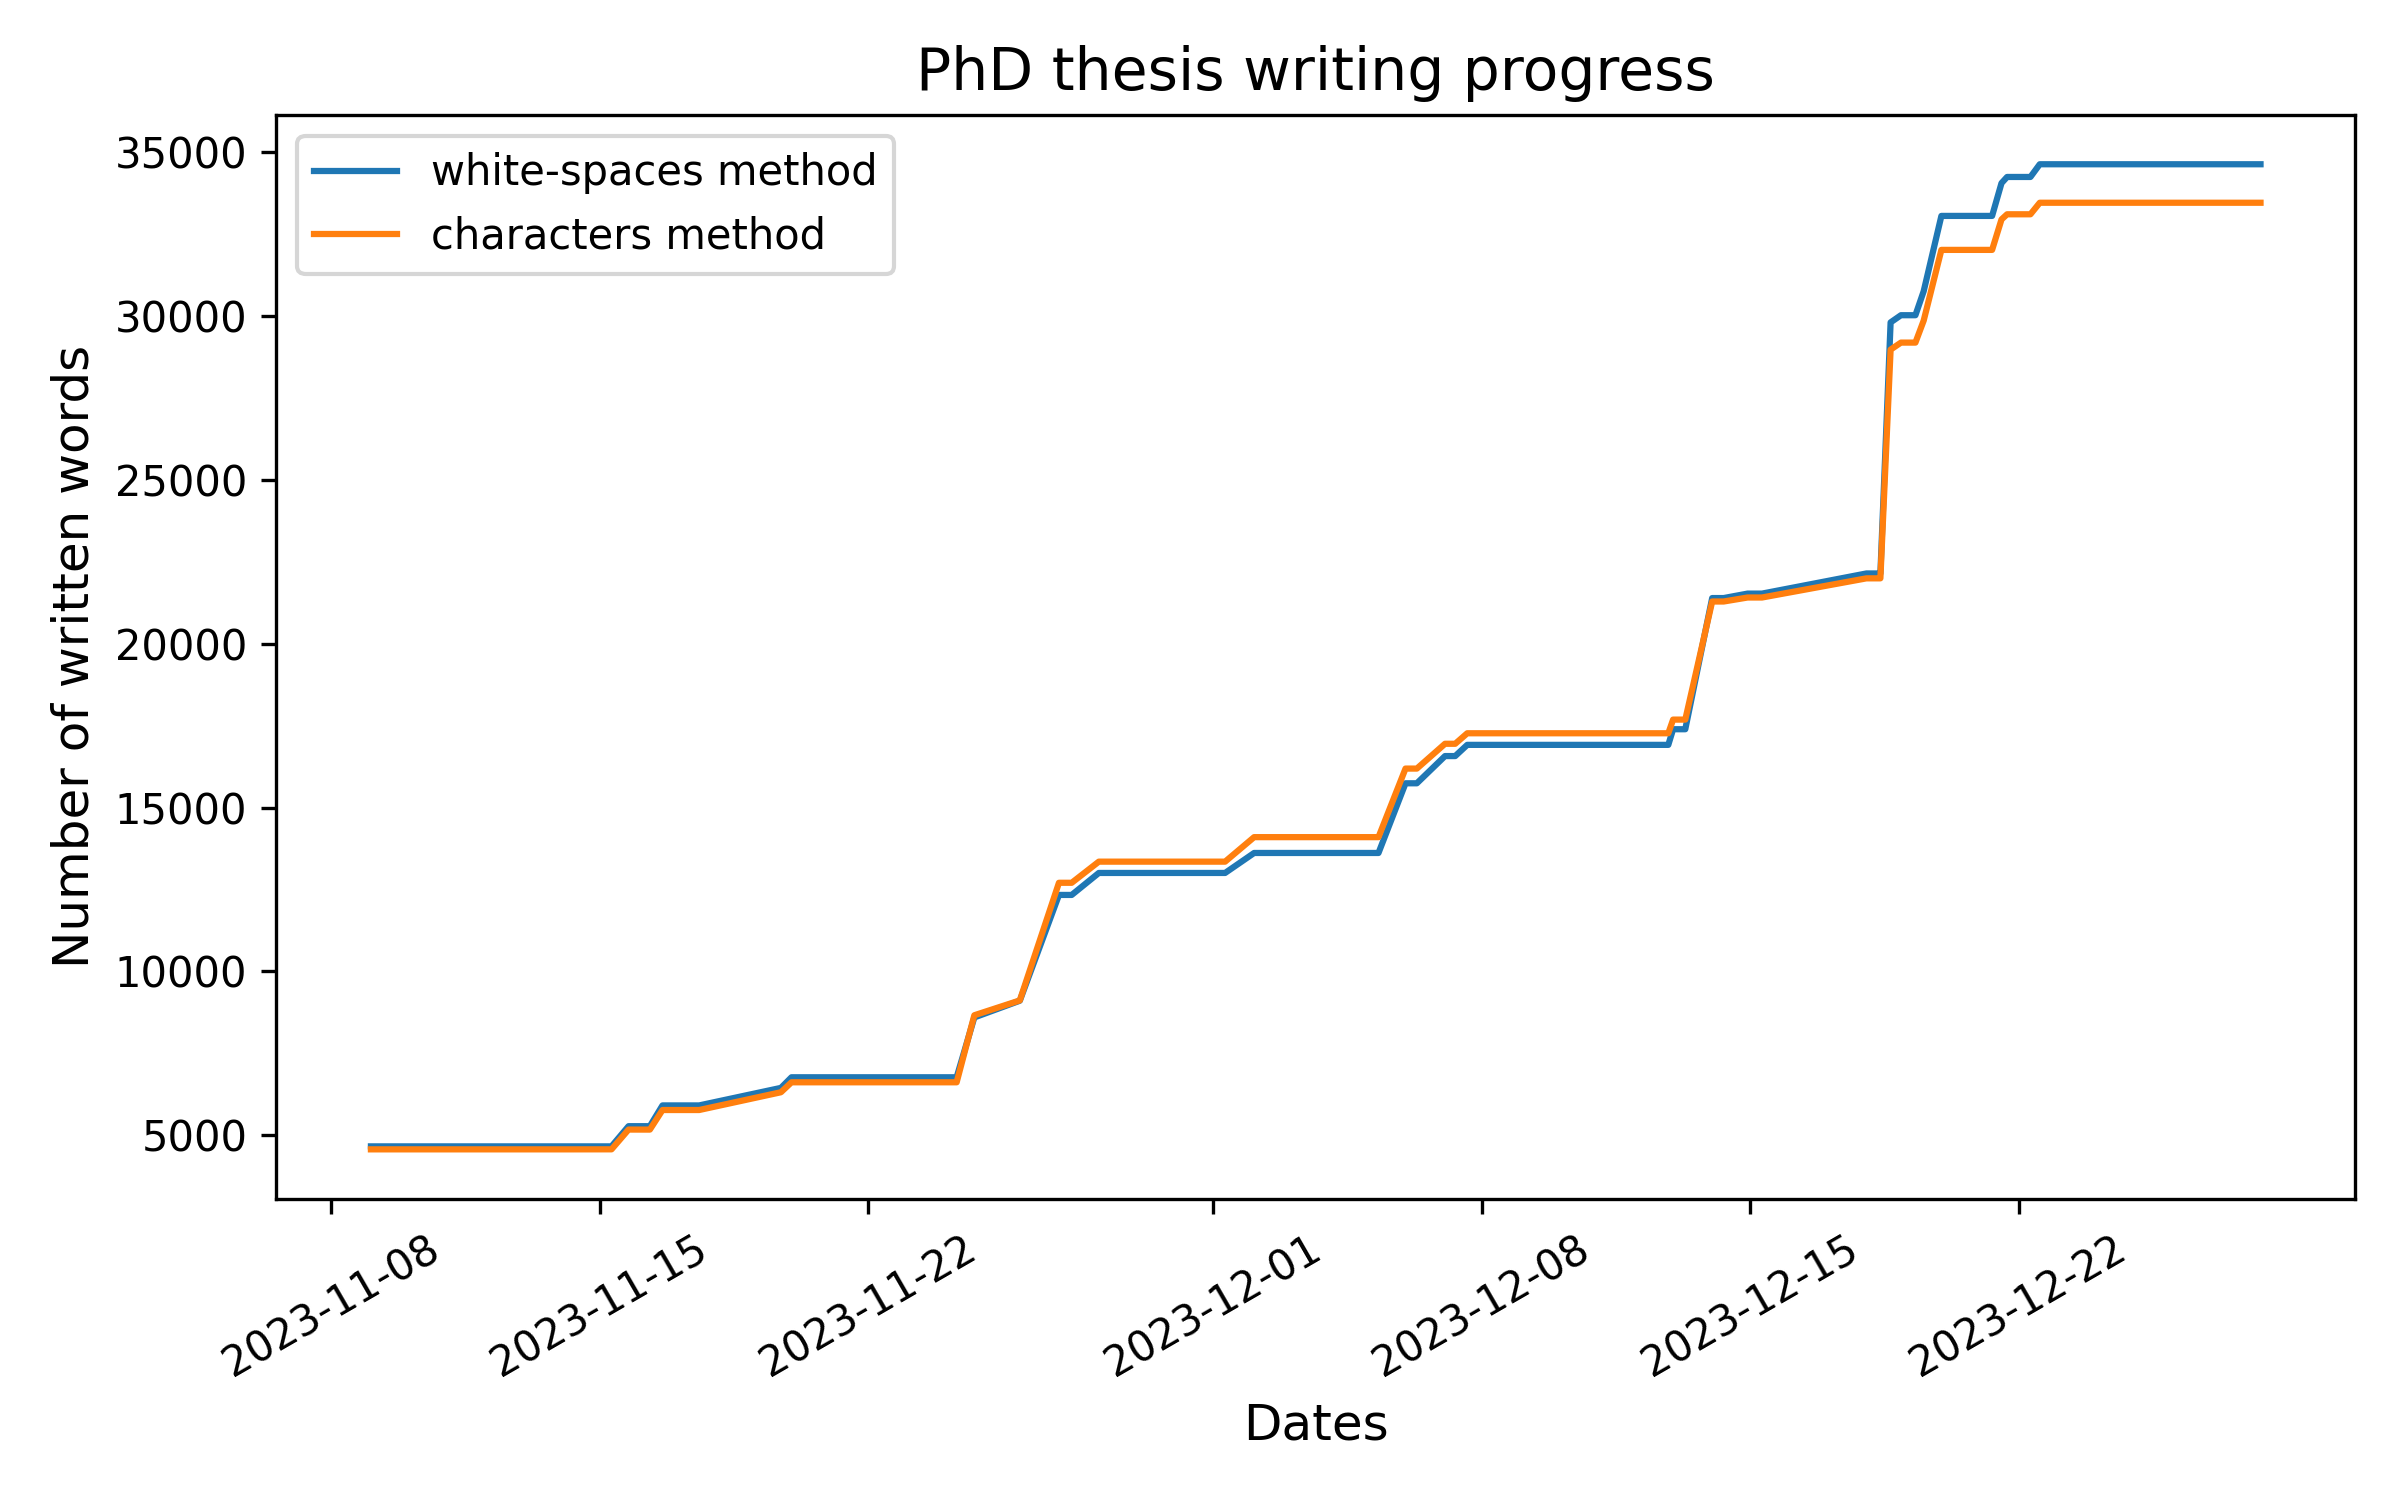 PhD thesis writing progress
white-spaces method
characters method
Number of written words
35000
30000
25000
20000
15000
10000
5000
2023-11-08
2023-11-15
2023-11-22
2023-12-01
2023-12-08
2023-12-15
2023-12-22
Dates